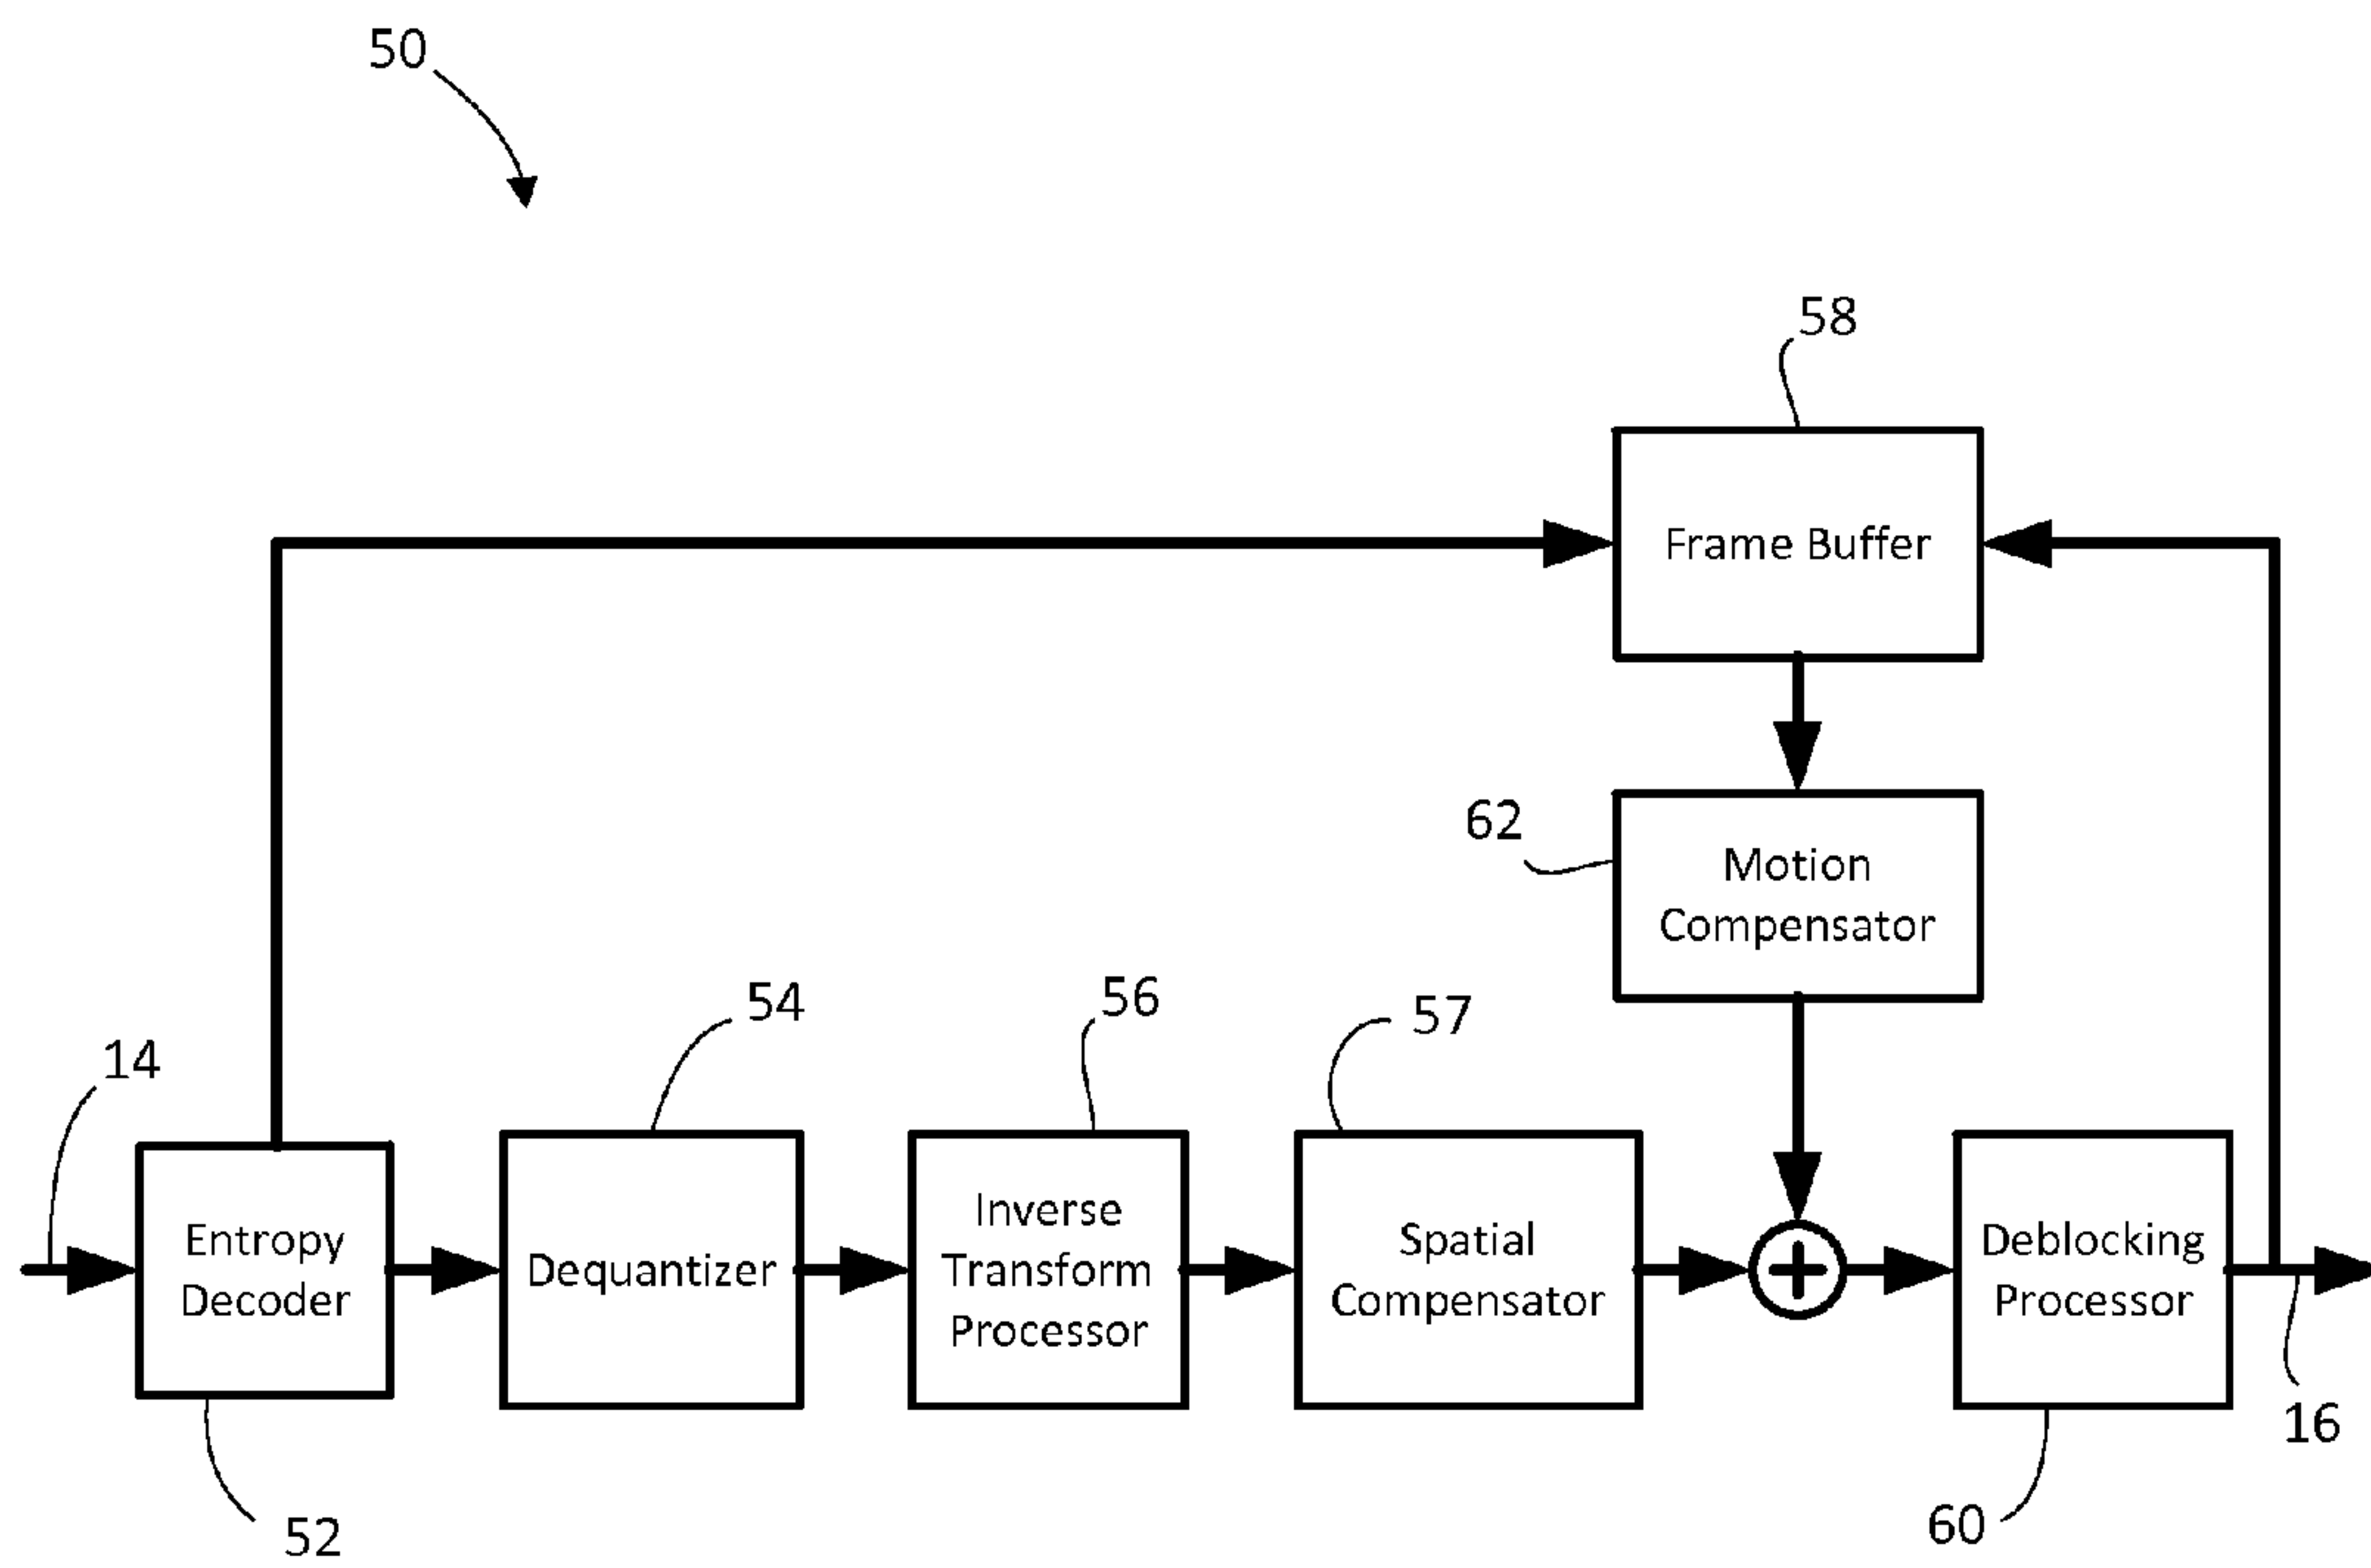 50
58
Frame Buffer
62
Motion
Compensator
54
56
57
14
Entropy
Decoder
Dequantizer
Inverse
Transform
Processor
Spatial
Compensator
Deblocking
Processor
16
52
60